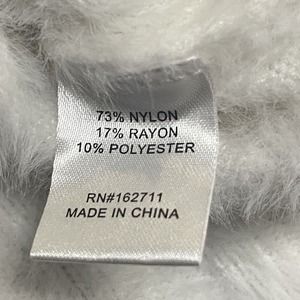 73% NYLON
17% RAYON
10% POLYESTER
RN#162711
MADE IN CHINA